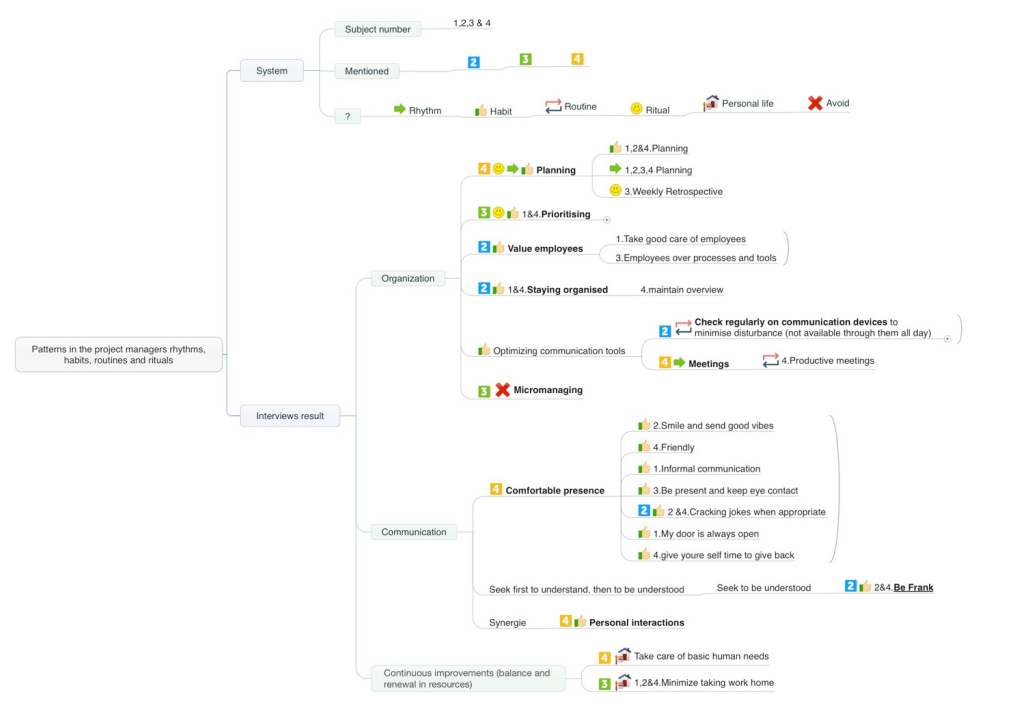 1,2,3 & 4
Subject number
System
Mentioned
2
3
4
?
Rhythm
Habit
Routine
Ritual
Personal life
Avoid
Patterns in the project managers rhythms,
habits, routines and rituals
Interviews result
Organization
4
Planning
1,2&4.Planning
1,2,3,4 Planning
3.Weekly Retrospective
3
1&4.Prioritising
2
Value employees
1.Take good care of employees
3.Employees over processes and tools
2
1&4.Staying organised
4.maintain overview
Optimizing communication tools
2
Check regularly on communication devices to
minimise disturbance (not available through them all day)
4
Meetings
4.Productive meetings
3
Micromanaging
Communication
4
Comfortable presence
2.Smile and send good vibes
4.Friendly
1.Informal communication
3.Be present and keep eye contact
2
2 &4.Cracking jokes when appropriate
1.My door is always open
4.give youre self time to give back
Seek first to understand, then to be understood
Seek to be understood
2
2&4.Be Frank
Synergie
4
Personal interactions
Continuous improvements (balance and
renewal in resources)
4
Take care of basic human needs
3
1,2&4.Minimize taking work home